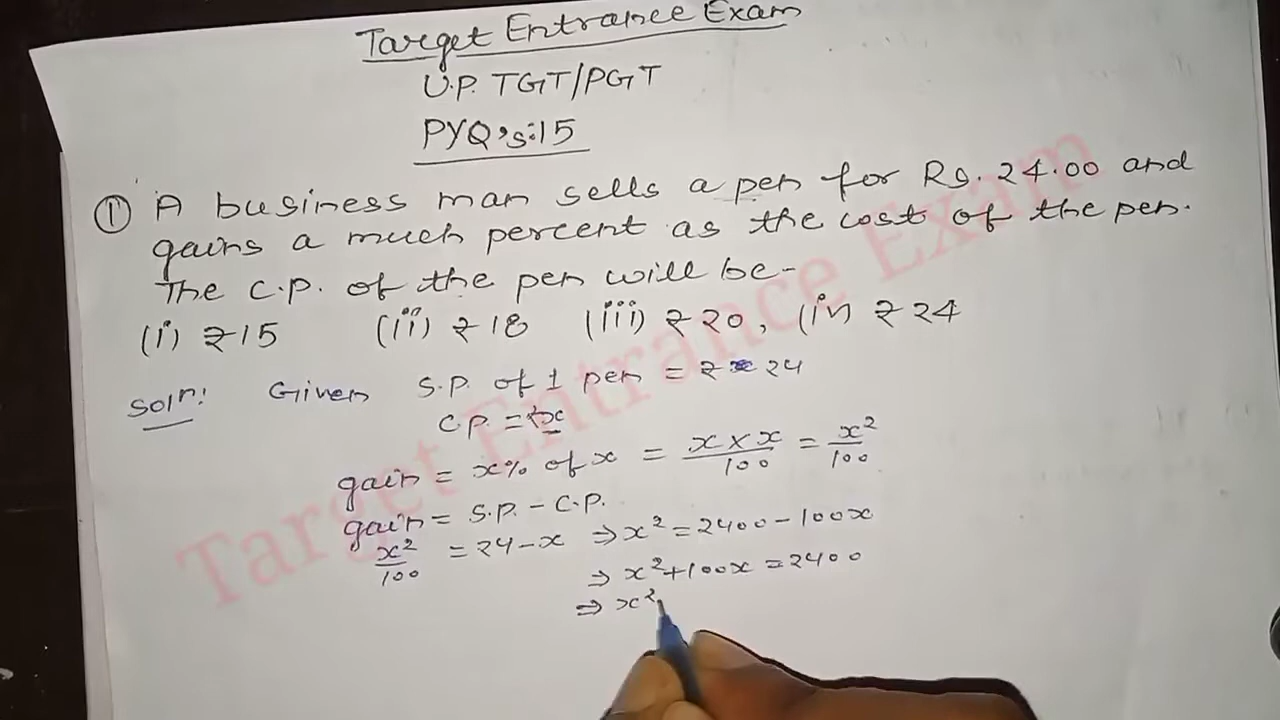 Target Entrance Exam
U.P. TGT/PGT
PYQ's:15
① A business man sells a pen for Rs. 24.00 and
gains a much percent as the cost of the pen.
The C.P. of the pen will be-
(i) ₹15 (ii) ₹18 (iii) ₹20, (iv) ₹24
Soln: Given S.P. of 1 pen = ₹ 24
C.P. = ₹x
gain = x% of x = x × x / 100 = x² / 100
gain = S.P. - C.P.
x² / 100 = 24 - x ⇒ x² = 2400 - 100x
⇒ x² + 100x = 2400
⇒ x²
Target Entrance Exam